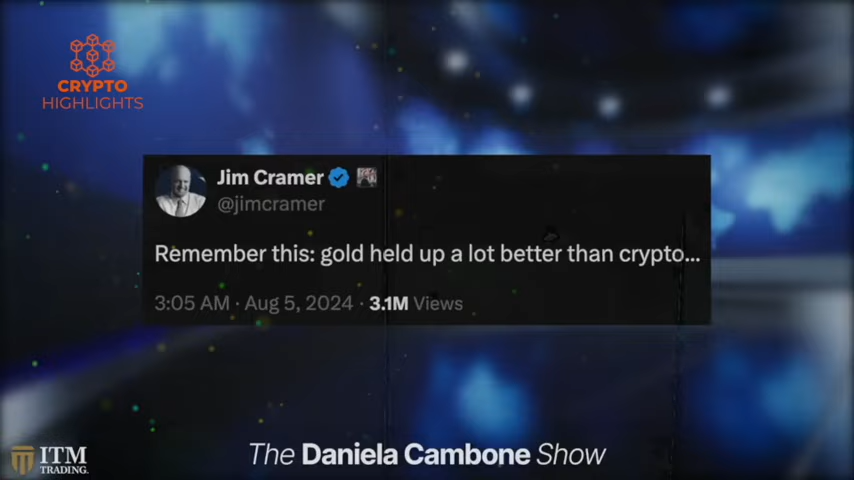 CRYPTO
HIGHLIGHTS
Jim Cramer
@jimcramer
Remember this: gold held up a lot better than crypto...
3:05 AM · Aug 5, 2024 · 3.1M Views
The Daniela Cambone Show
ITM
TRADING.